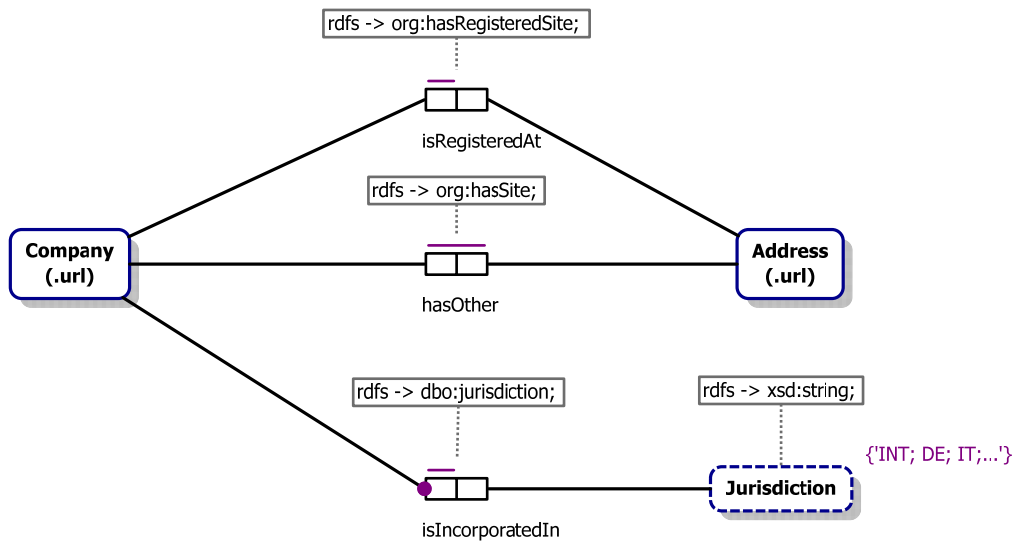 rdfs -> org:hasRegisteredSite;
isRegisteredAt
rdfs -> org:hasSite;
Company
(.url)
Address
(.url)
hasOther
rdfs -> dbo:jurisdiction;
rdfs -> xsd:string;
{'INT; DE; IT;...'}
Jurisdiction
isIncorporatedIn